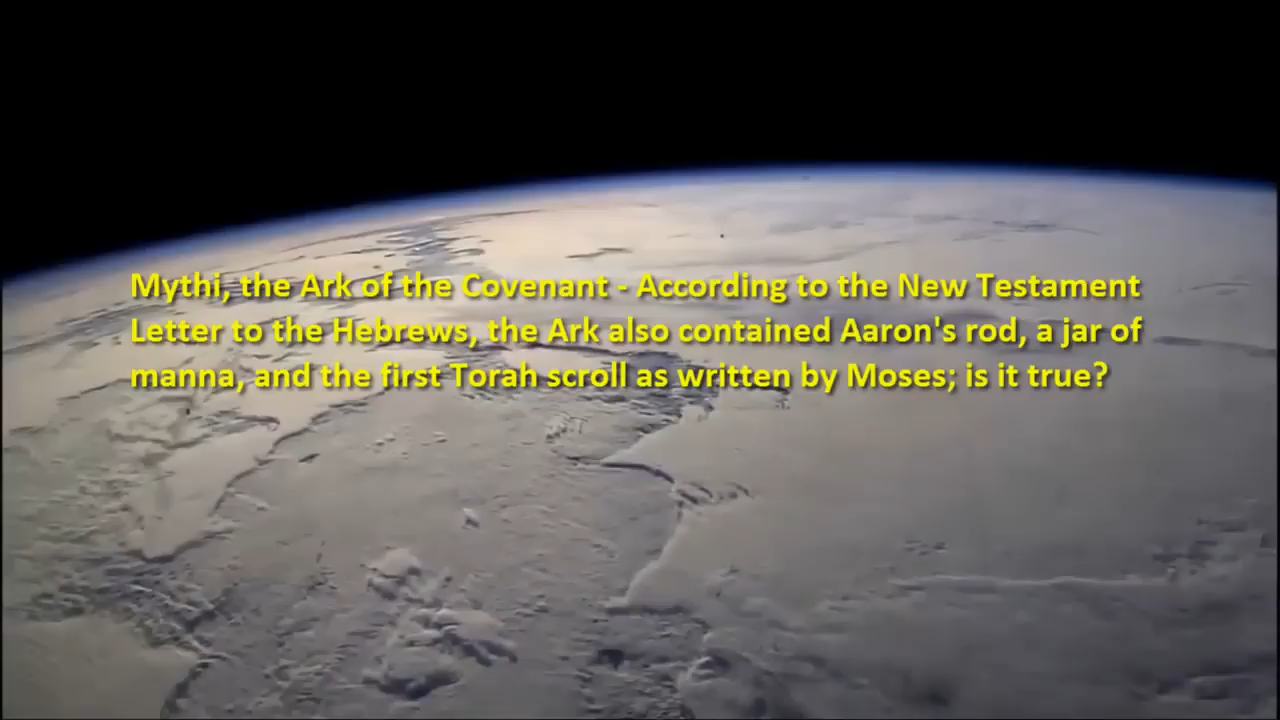 Mythi, the Ark of the Covenant - According to the New Testament
Letter to the Hebrews, the Ark also contained Aaron's rod, a jar of
manna, and the first Torah scroll as written by Moses; is it true?